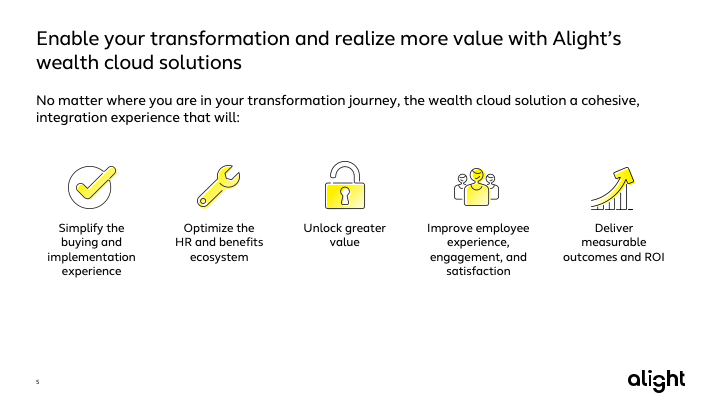 Enable your transformation and realize more value with Alight’s
wealth cloud solutions
No matter where you are in your transformation journey, the wealth cloud solution a cohesive,
integration experience that will:
Simplify the
buying and
implementation
experience
Optimize the
HR and benefits
ecosystem
Unlock greater
value
Improve employee
experience,
engagement, and
satisfaction
Deliver
measurable
outcomes and ROI
5
alight